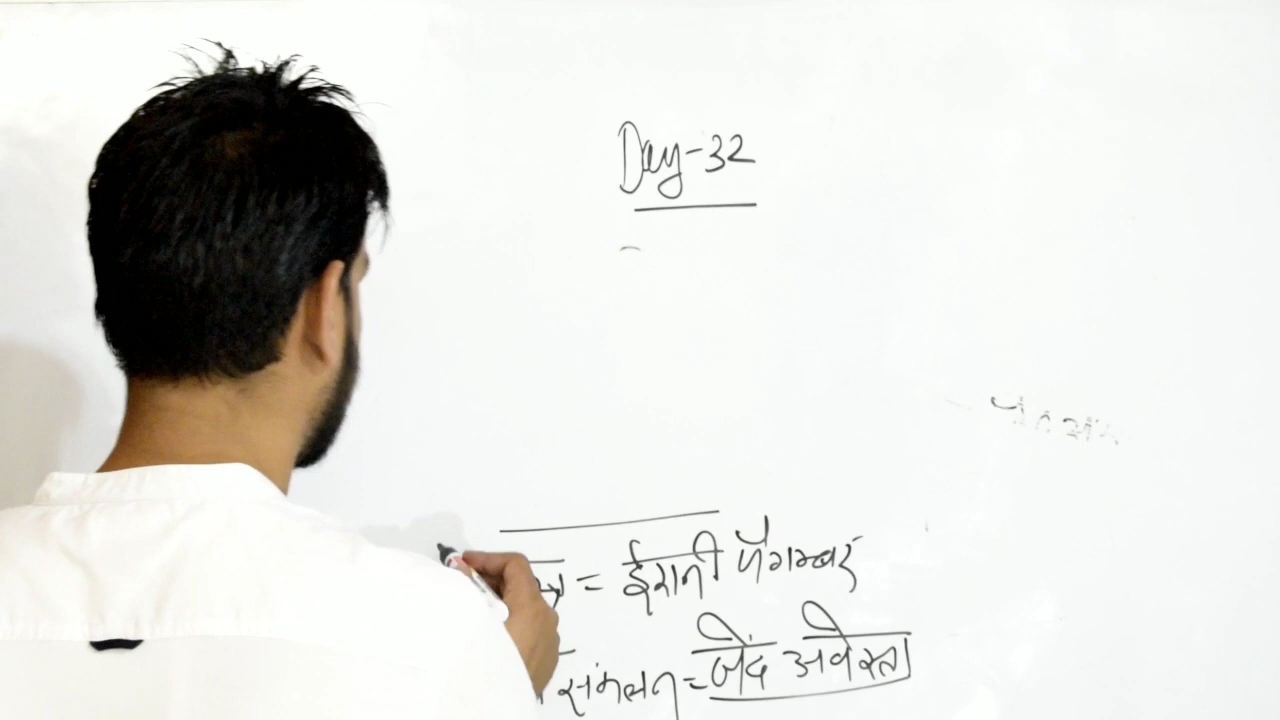 Day-32
= ईरानी पैगम्बर
संकलन = जेंद अवेस्ता